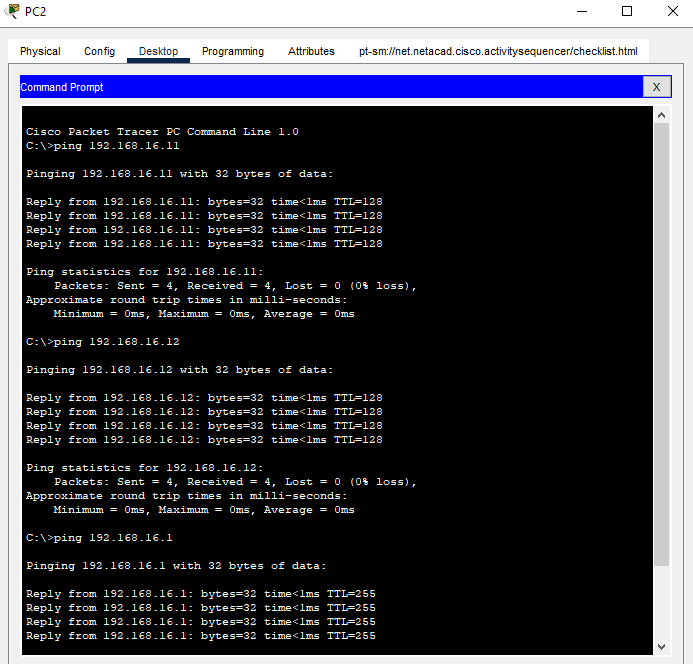 PC2
Physical Config Desktop Programming Attributes pt-sm://net.netacad.cisco.activitysequencer/checklist.html
Command Prompt X
Cisco Packet Tracer PC Command Line 1.0
C:\>ping 192.168.16.11
Pinging 192.168.16.11 with 32 bytes of data:
Reply from 192.168.16.11: bytes=32 time<1ms TTL=128
Reply from 192.168.16.11: bytes=32 time<1ms TTL=128
Reply from 192.168.16.11: bytes=32 time<1ms TTL=128
Reply from 192.168.16.11: bytes=32 time<1ms TTL=128
Ping statistics for 192.168.16.11:
    Packets: Sent = 4, Received = 4, Lost = 0 (0% loss),
Approximate round trip times in milli-seconds:
    Minimum = 0ms, Maximum = 0ms, Average = 0ms
C:\>ping 192.168.16.12
Pinging 192.168.16.12 with 32 bytes of data:
Reply from 192.168.16.12: bytes=32 time<1ms TTL=128
Reply from 192.168.16.12: bytes=32 time<1ms TTL=128
Reply from 192.168.16.12: bytes=32 time<1ms TTL=128
Reply from 192.168.16.12: bytes=32 time<1ms TTL=128
Ping statistics for 192.168.16.12:
    Packets: Sent = 4, Received = 4, Lost = 0 (0% loss),
Approximate round trip times in milli-seconds:
    Minimum = 0ms, Maximum = 0ms, Average = 0ms
C:\>ping 192.168.16.1
Pinging 192.168.16.1 with 32 bytes of data:
Reply from 192.168.16.1: bytes=32 time<1ms TTL=255
Reply from 192.168.16.1: bytes=32 time<1ms TTL=255
Reply from 192.168.16.1: bytes=32 time<1ms TTL=255
Reply from 192.168.16.1: bytes=32 time<1ms TTL=255